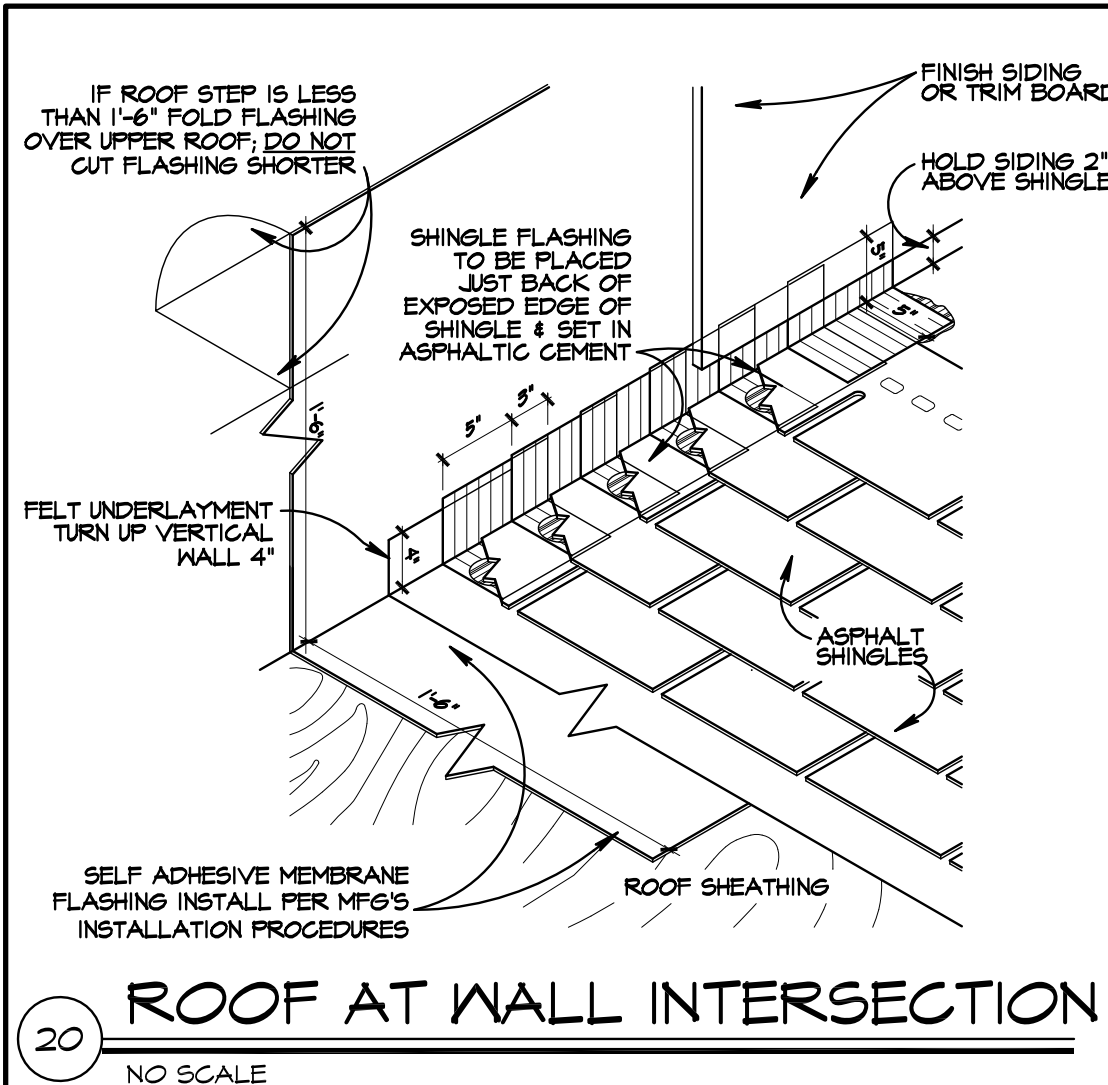 IF ROOF STEP IS LESS
THAN 1'-6" FOLD FLASHING
OVER UPPER ROOF; DO NOT
CUT FLASHING SHORTER
FINISH SIDING
OR TRIM BOARD
HOLD SIDING 2"
ABOVE SHINGLE
SHINGLE FLASHING
TO BE PLACED
JUST BACK OF
EXPOSED EDGE OF
SHINGLE & SET IN
ASPHALTIC CEMENT
5"
5"
3"
5"
1'-6"
FELT UNDERLAYMENT
TURN UP VERTICAL
WALL 4"
4"
ASPHALT
SHINGLES
1'-6"
SELF ADHESIVE MEMBRANE
FLASHING INSTALL PER MFG'S
INSTALLATION PROCEDURES
ROOF SHEATHING
20
ROOF AT WALL INTERSECTION
NO SCALE